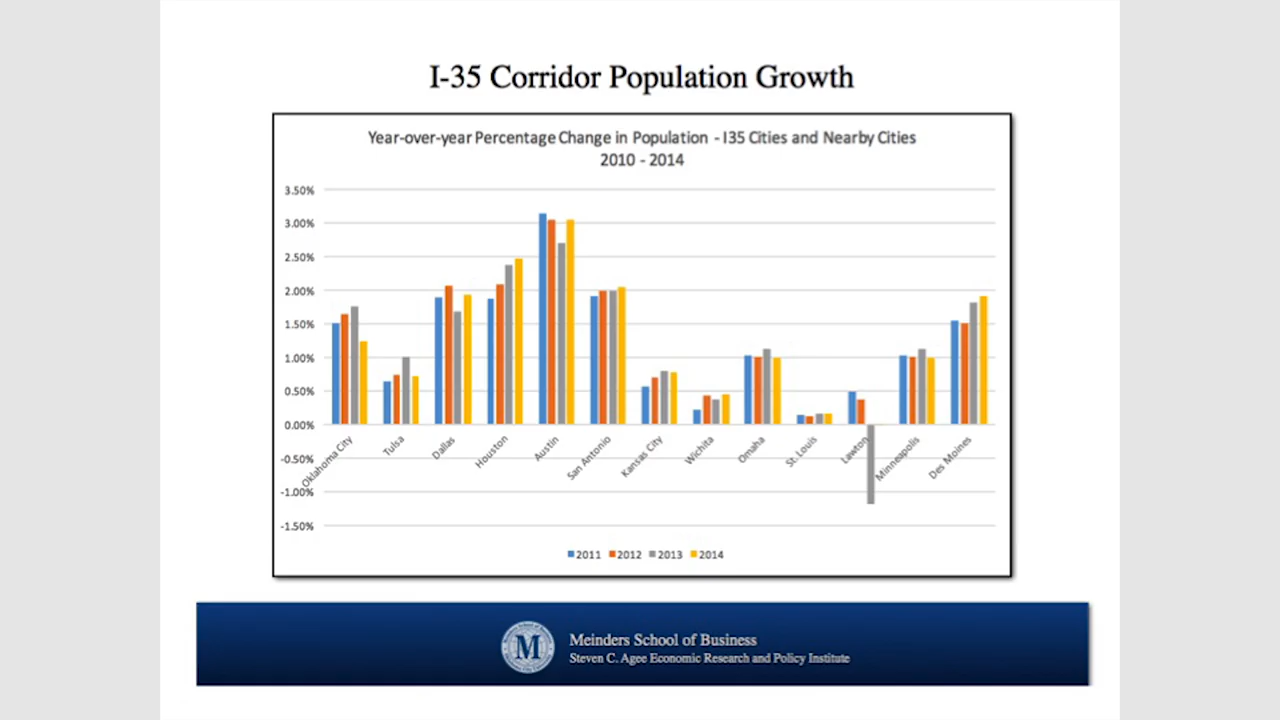 I-35 Corridor Population Growth
Year-over-year Percentage Change in Population - I35 Cities and Nearby Cities
2010 - 2014
3.50%
3.00%
2.50%
2.00%
1.50%
1.00%
0.50%
0.00%
-0.50%
-1.00%
-1.50%
Oklahoma City
Tulsa
Dallas
Houston
Austin
San Antonio
Kansas City
Wichita
Omaha
St. Louis
Lawton
Minneapolis
Des Moines
2011 2012 2013 2014
M
Meinders School of Business
Steven C. Agee Economic Research and Policy Institute